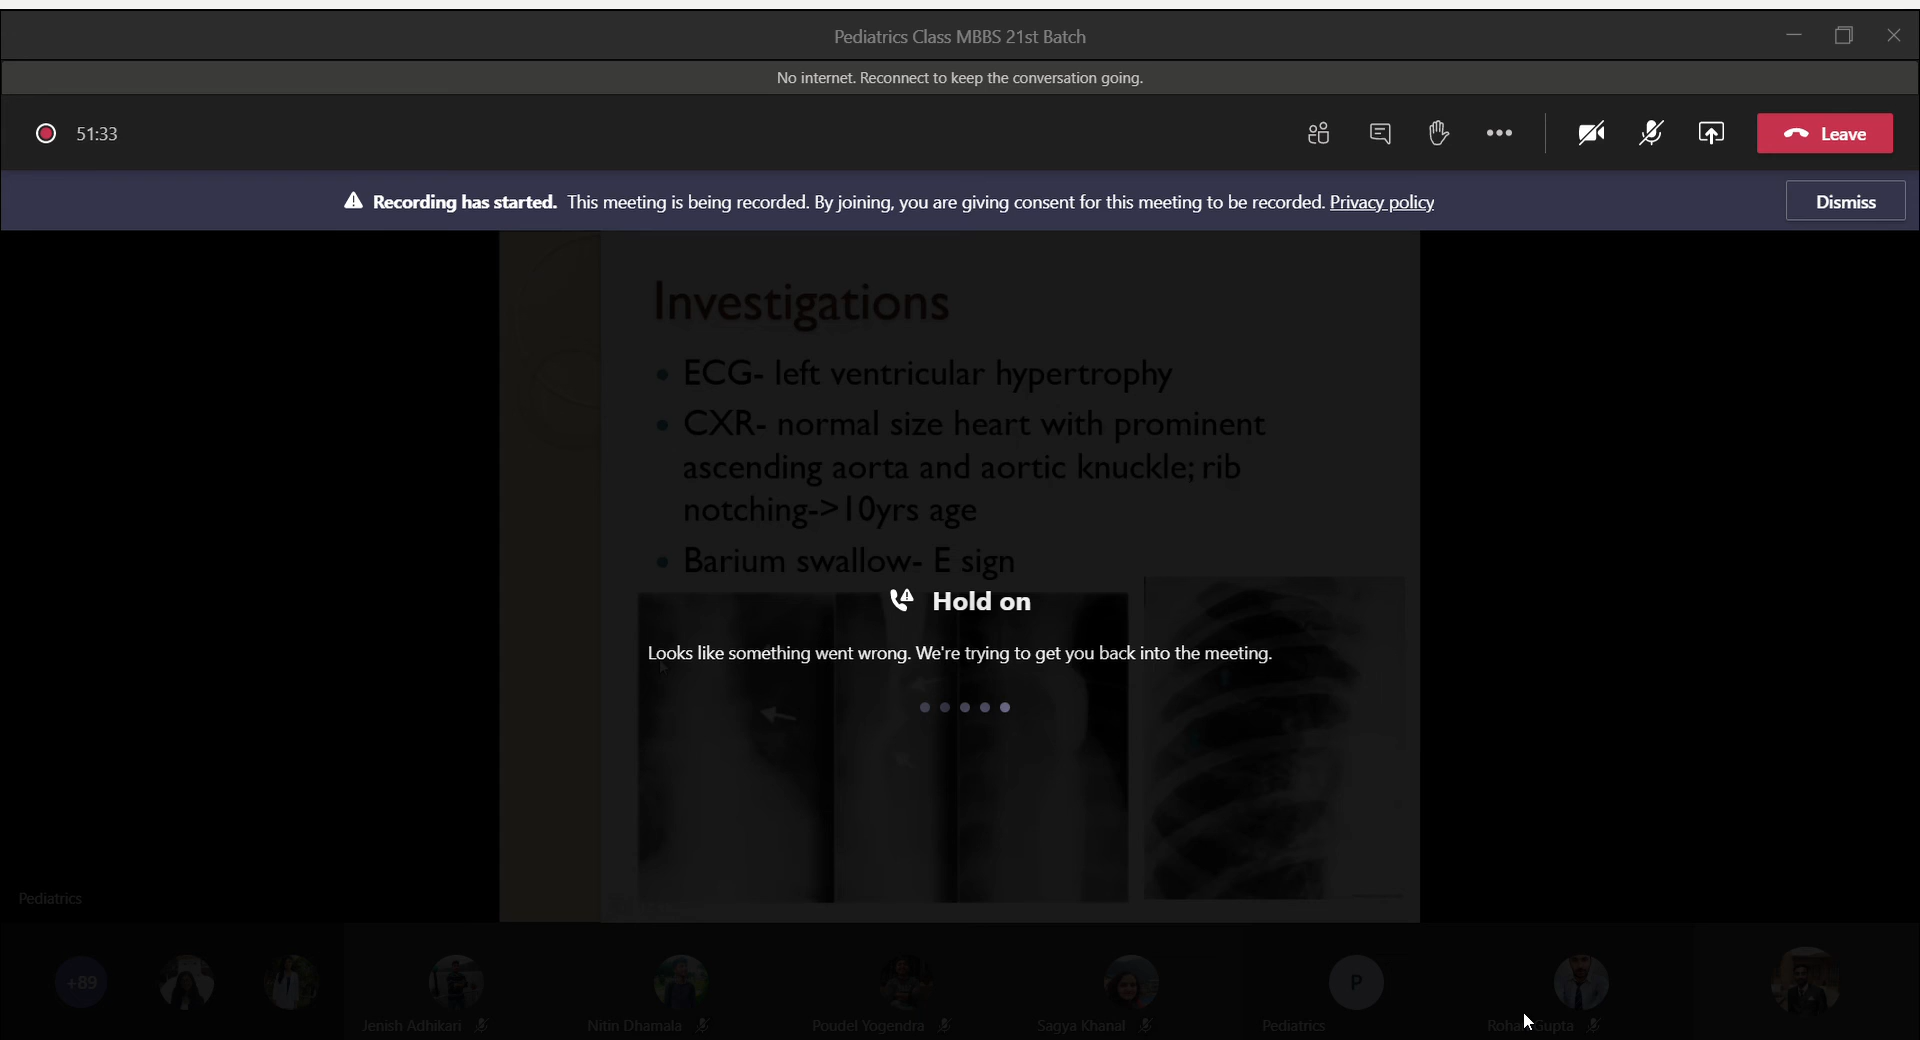 Pediatrics Class MBBS 21st Batch
No internet. Reconnect to keep the conversation going.
51:33
Leave
Recording has started. This meeting is being recorded. By joining, you are giving consent for this meeting to be recorded. Privacy policy
Dismiss
Investigations
• ECG- left ventricular hypertrophy
• CXR- normal size heart with prominent
ascending aorta and aortic knuckle; rib
notching->10yrs age
• Barium swallow- E sign
Hold on
Looks like something went wrong. We're trying to get you back into the meeting.
Pediatrics
+89
P
Jenish Adhikari
Nitin Dhamala
Poudel Yogendra
Sagya Khanal
Pediatrics
Gupta